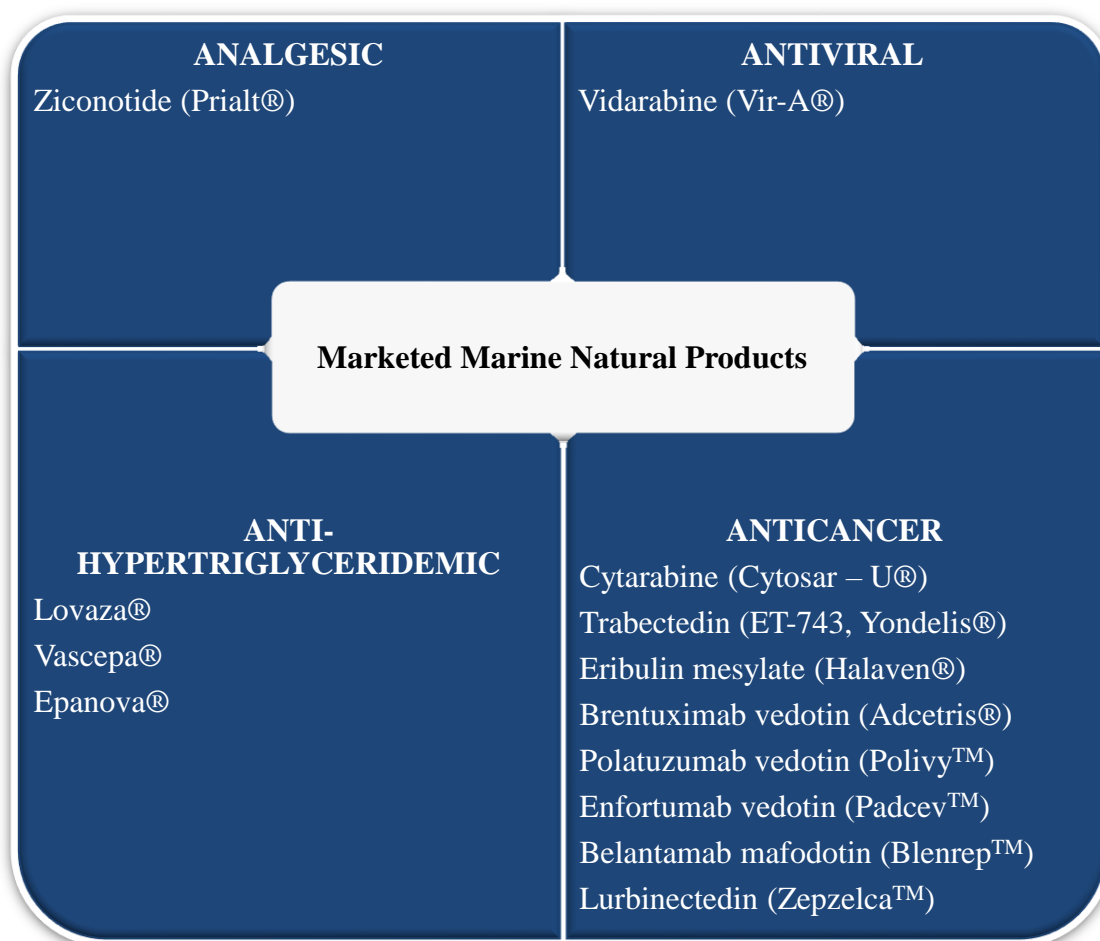 ANALGESIC
Ziconotide (Prialt®)
ANTIVIRAL
Vidarabine (Vir-A®)
Marketed Marine Natural Products
ANTI-
HYPERTRIGLYCERIDEMIC
Lovaza®
Vascepa®
Epanova®
ANTICANCER
Cytarabine (Cytosar – U®)
Trabectedin (ET-743, Yondelis®)
Eribulin mesylate (Halaven®)
Brentuximab vedotin (Adcetris®)
Polatuzumab vedotin (Polivy™)
Enfortumab vedotin (Padcev™)
Belantamab mafodotin (Blenrep™)
Lurbinectedin (Zepzelca™)